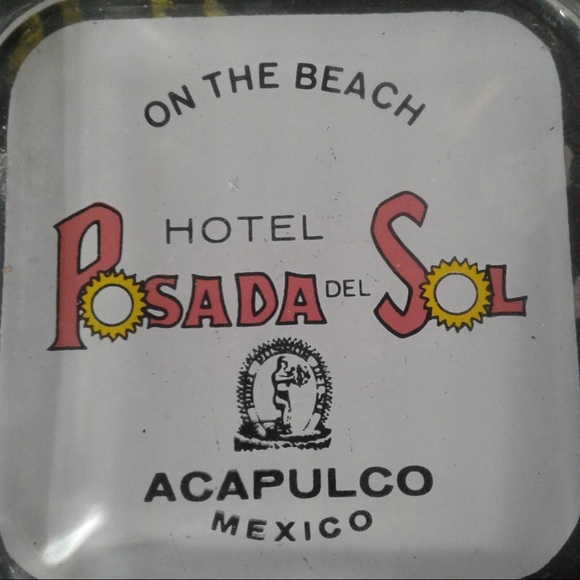 ON THE BEACH
HOTEL
POSADA DEL SOL
ACAPULCO
MEXICO